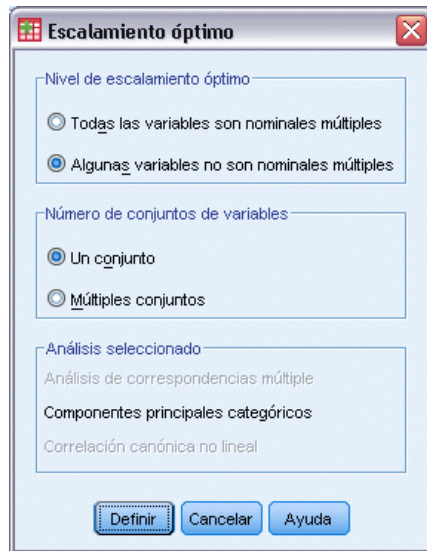 Escalamiento óptimo
Nivel de escalamiento óptimo
Todas las variables son nominales múltiples
Algunas variables no son nominales múltiples
Número de conjuntos de variables
Un conjunto
Múltiples conjuntos
Análisis seleccionado
Análisis de correspondencias múltiple
Componentes principales categóricos
Correlación canónica no lineal
Definir Cancelar Ayuda